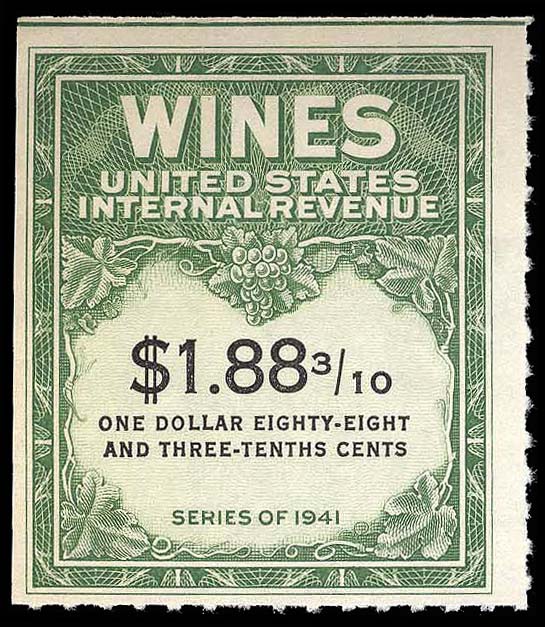 WINES
UNITED STATES
INTERNAL REVENUE
$1.88 3/10
ONE DOLLAR EIGHTY-EIGHT
AND THREE-TENTHS CENTS
SERIES OF 1941